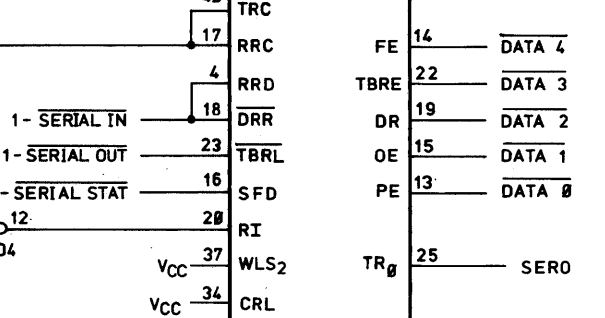 TRC
17 RRC
FE 14 DATA 4
4 RRD
TBRE 22 DATA 3
1- SERIAL IN 18 DRR
DR 19 DATA 2
1- SERIAL OUT 23 TBRL
OE 15 DATA 1
- SERIAL STAT 16 SFD
PE 13 DATA 0
12 20 RI
04
VCC 37 WLS2
TR0 25 SERO
VCC 34 CRL